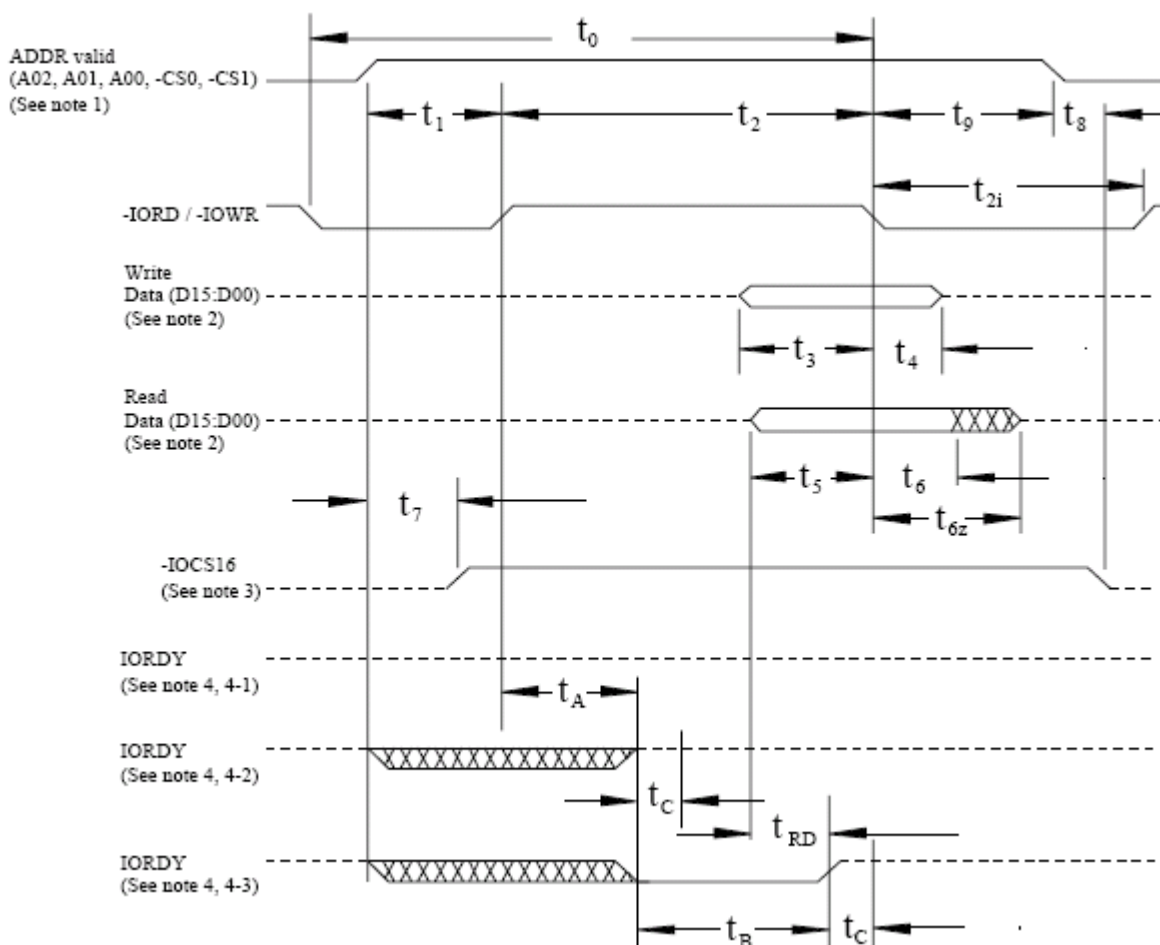 t0
ADDR valid
(A02, A01, A00, -CS0, -CS1)
(See note 1)
t1
t2
t9
t8
t2i
-IORD / -IOWR
Write
Data (D15:D00)
(See note 2)
t3
t4
Read
Data (D15:D00)
(See note 2)
t5
t6
t7
t6z
-IOCS16
(See note 3)
IORDY
(See note 4, 4-1)
tA
IORDY
(See note 4, 4-2)
tC
tRD
IORDY
(See note 4, 4-3)
tB
tC